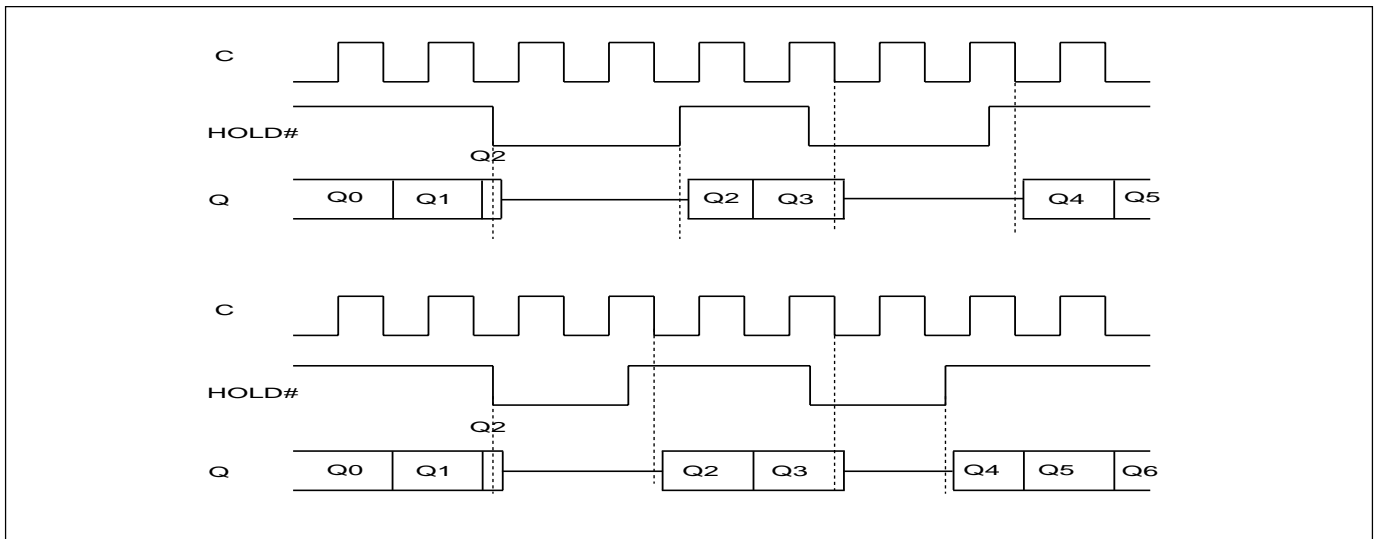 C
HOLD#
Q2
Q Q0 Q1 Q2 Q3 Q4 Q5
C
HOLD#
Q2
Q Q0 Q1 Q2 Q3 Q4 Q5 Q6